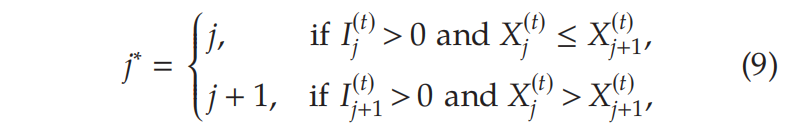 j* = { j, if I_j^(t) > 0 and X_j^(t) ≤ X_{j+1}^(t),
j + 1, if I_{j+1}^(t) > 0 and X_j^(t) > X_{j+1}^(t), (9)